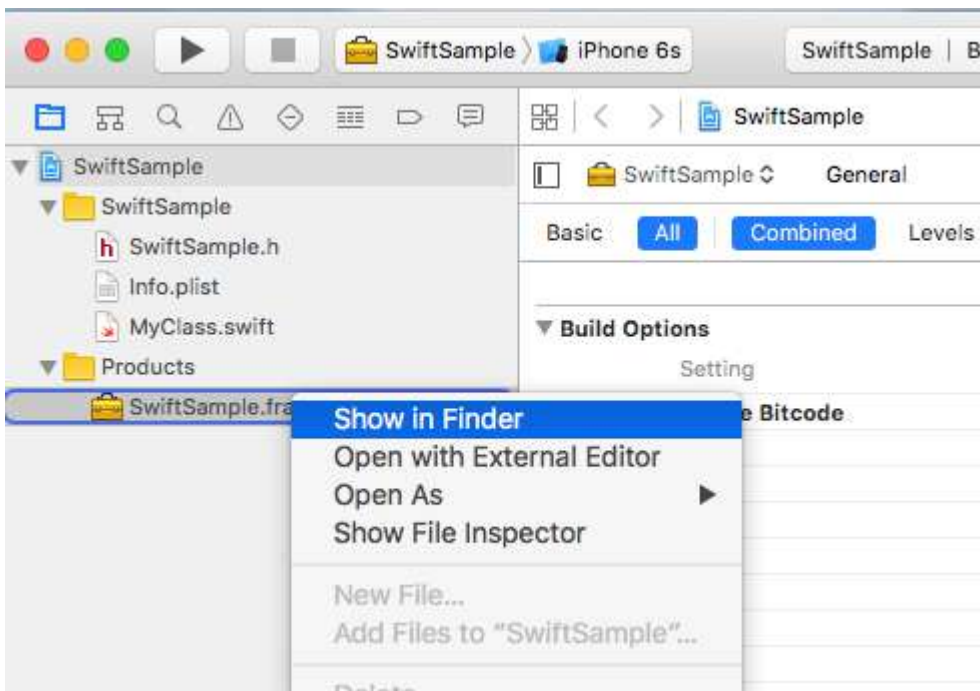 SwiftSample iPhone 6s SwiftSample | B
SwiftSample
SwiftSample
SwiftSample General
SwiftSample
Basic All Combined Levels
h SwiftSample.h
Info.plist
MyClass.swift
Build Options
Products
Setting
SwiftSample.fra
e Bitcode
Show in Finder
Open with External Editor
Open As
Show File Inspector
New File...
Add Files to “SwiftSample”...